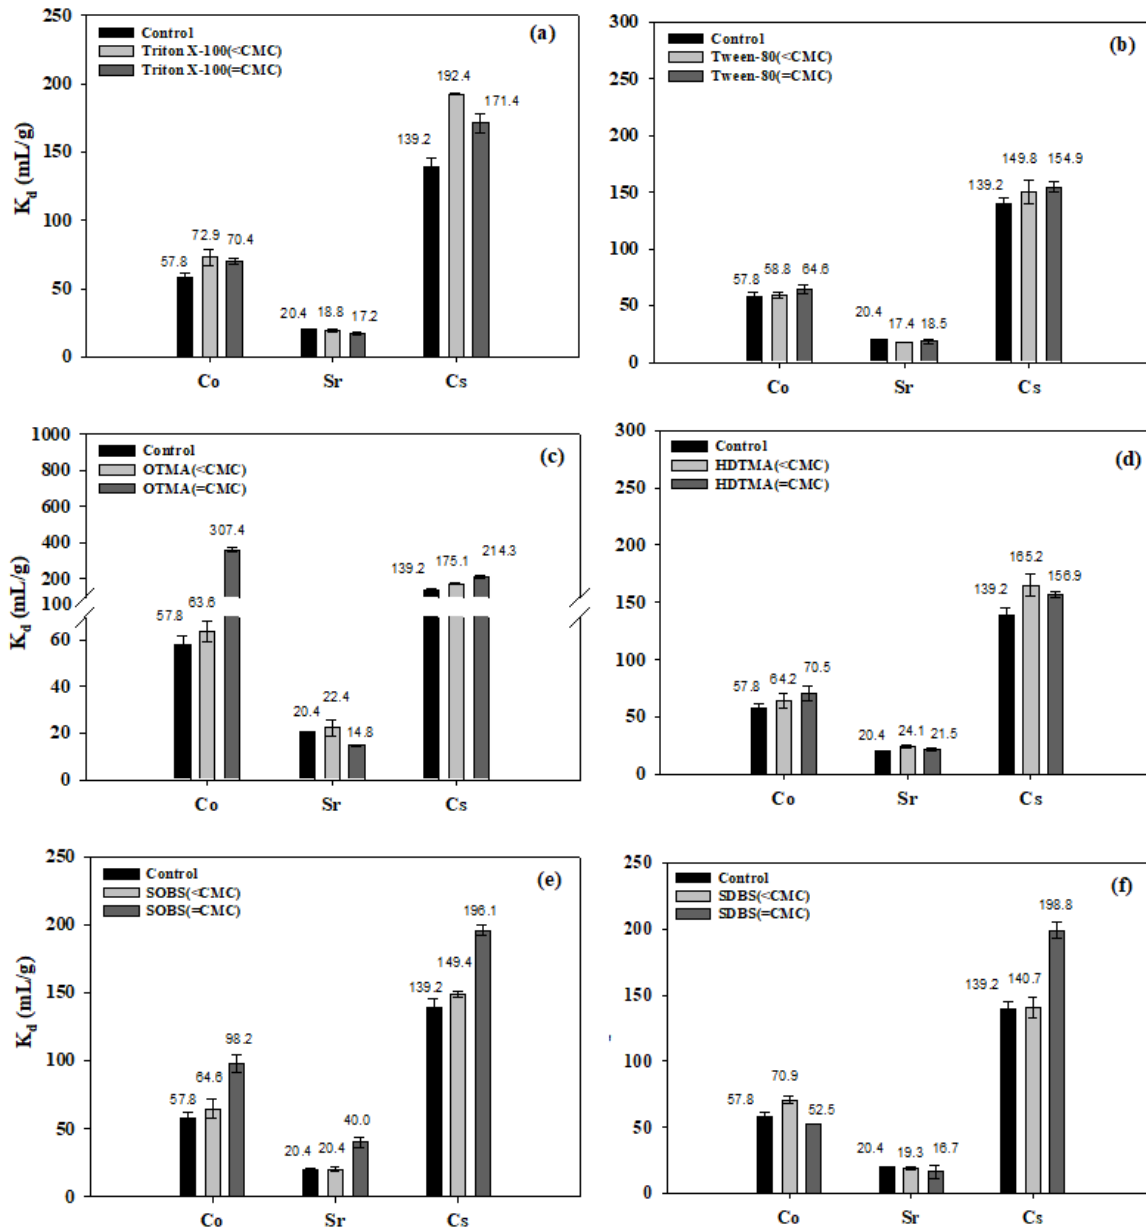 (a)
Control
Triton X-100(<CMC)
Triton X-100(=CMC)
K_d (mL/g)
250
200
150
100
50
0
57.8
72.9
70.4
20.4
18.8
17.2
139.2
192.4
171.4
Co Sr Cs
(b)
Control
Tween-80(<CMC)
Tween-80(=CMC)
300
250
200
150
100
50
0
57.8
58.8
64.6
20.4
17.4
18.5
139.2
149.8
154.9
Co Sr Cs
(c)
Control
OTMA(<CMC)
OTMA(=CMC)
K_d (mL/g)
1000
800
600
400
200
100
60
40
20
0
57.8
63.6
307.4
20.4
22.4
14.8
139.2
175.1
214.3
Co Sr Cs
(d)
Control
HDTMA(<CMC)
HDTMA(=CMC)
300
250
200
150
100
50
0
57.8
64.2
70.5
20.4
24.1
21.5
139.2
165.2
156.9
Co Sr Cs
(e)
Control
SOBS(<CMC)
SOBS(=CMC)
K_d (mL/g)
250
200
150
100
50
0
57.8
64.6
98.2
20.4
20.4
40.0
139.2
149.4
196.1
Co Sr Cs
(f)
Control
SDBS(<CMC)
SDBS(=CMC)
250
200
150
100
50
0
57.8
70.9
52.5
20.4
19.3
16.7
139.2
140.7
198.8
Co Sr Cs